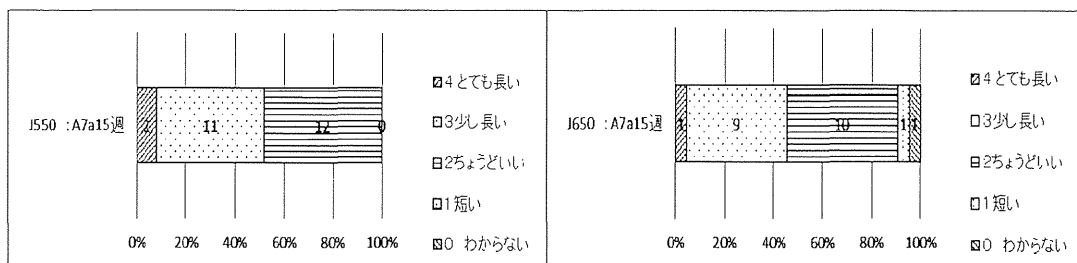 J550 :A7a15週
2
11
12
0
0%
20%
40%
60%
80%
100%
4 とても長い
3少し長い
2ちょうどいい
1 短い
0 わからない
J650 :A7a15週
1
9
10
1
1
0%
20%
40%
60%
80%
100%
4 とても長い
3少し長い
2ちょうどいい
1 短い
0 わからない